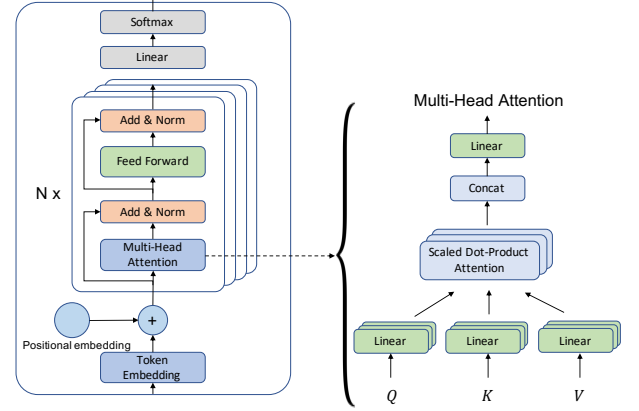 Softmax
Linear
Add & Norm
Feed Forward
N x
Add & Norm
Multi-Head
Attention
+
Positional embedding
Token
Embedding
Multi-Head Attention
Linear
Concat
Scaled Dot-Product
Attention
Linear
Linear
Linear
Q
K
V